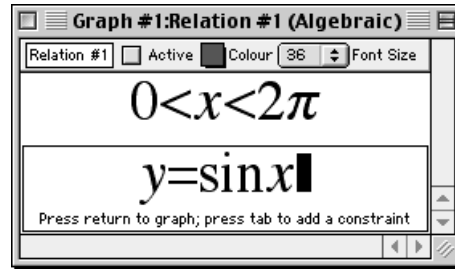 Graph #1:Relation #1 (Algebraic)
Relation #1 Active Colour 36 Font Size
0<x<2π
y=sinx
Press return to graph; press tab to add a constraint